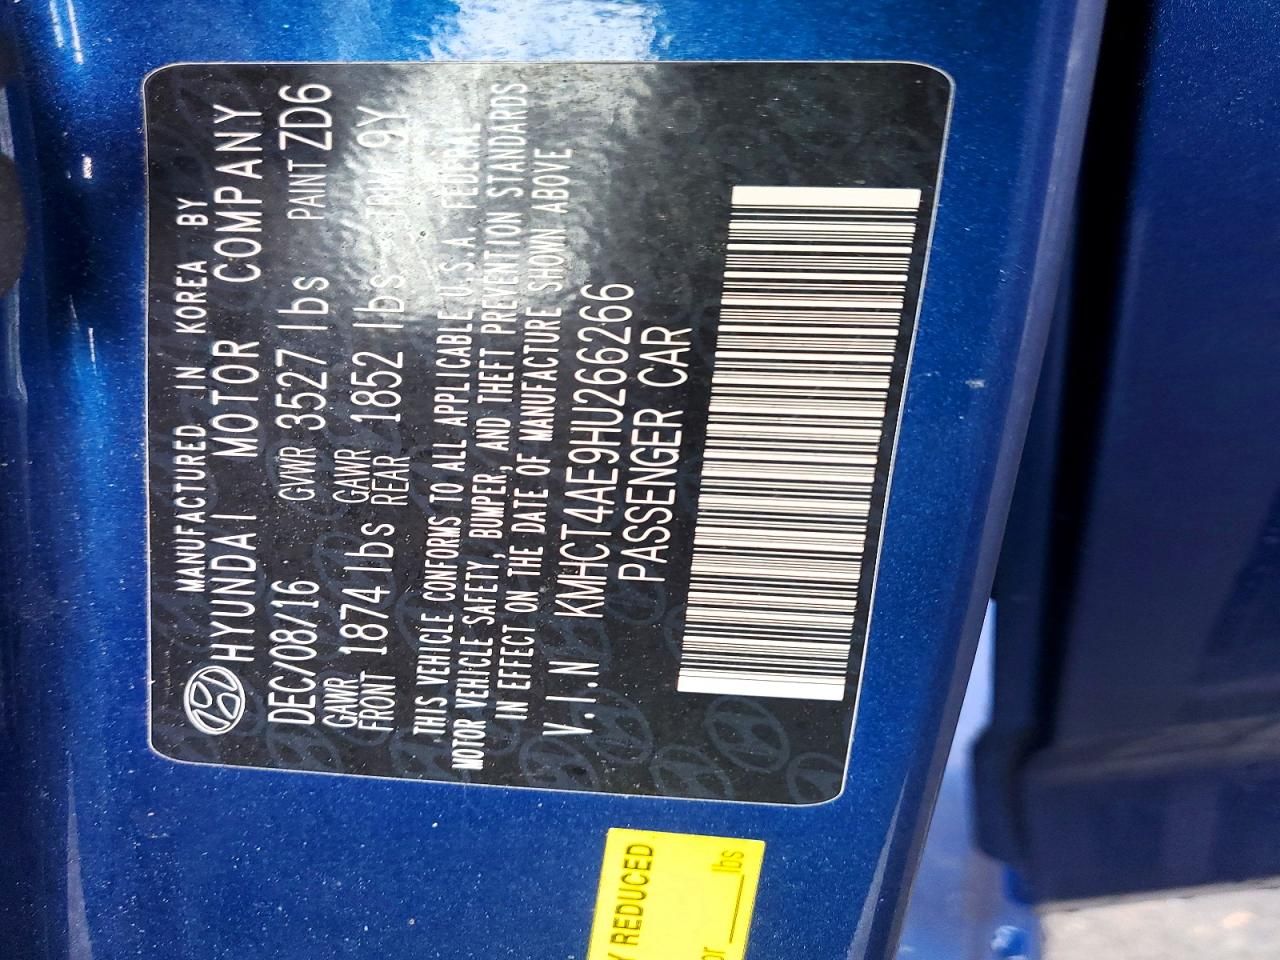 MANUFACTURED IN KOREA BY
HYUNDAI MOTOR COMPANY
DEC/08/16 GVWR 3527 lbs PAINT ZD6
GAWR FRONT 1874 lbs GAWR REAR 1852 lbs TRIM 9Y
THIS VEHICLE CONFORMS TO ALL APPLICABLE U.S.A. FEDERAL
MOTOR VEHICLE SAFETY, BUMPER, AND THEFT PREVENTION STANDARDS
IN EFFECT ON THE DATE OF MANUFACTURE SHOWN ABOVE
V.I.N KMHCT4AE9HU266266
PASSENGER CAR
Y REDUCED
or ____ lbs